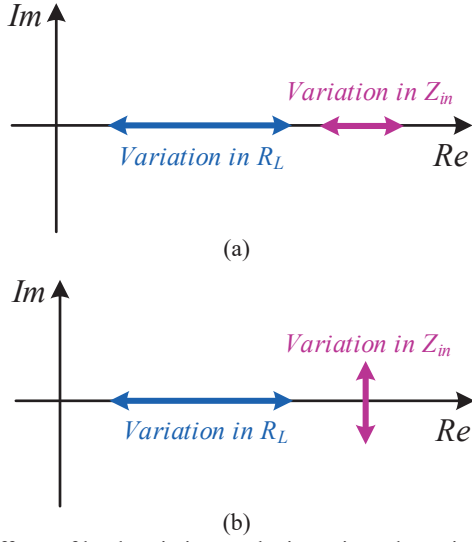 Im
Variation in Z_in
Variation in R_L
Re
(a)
Im
Variation in Z_in
Variation in R_L
Re
(b)